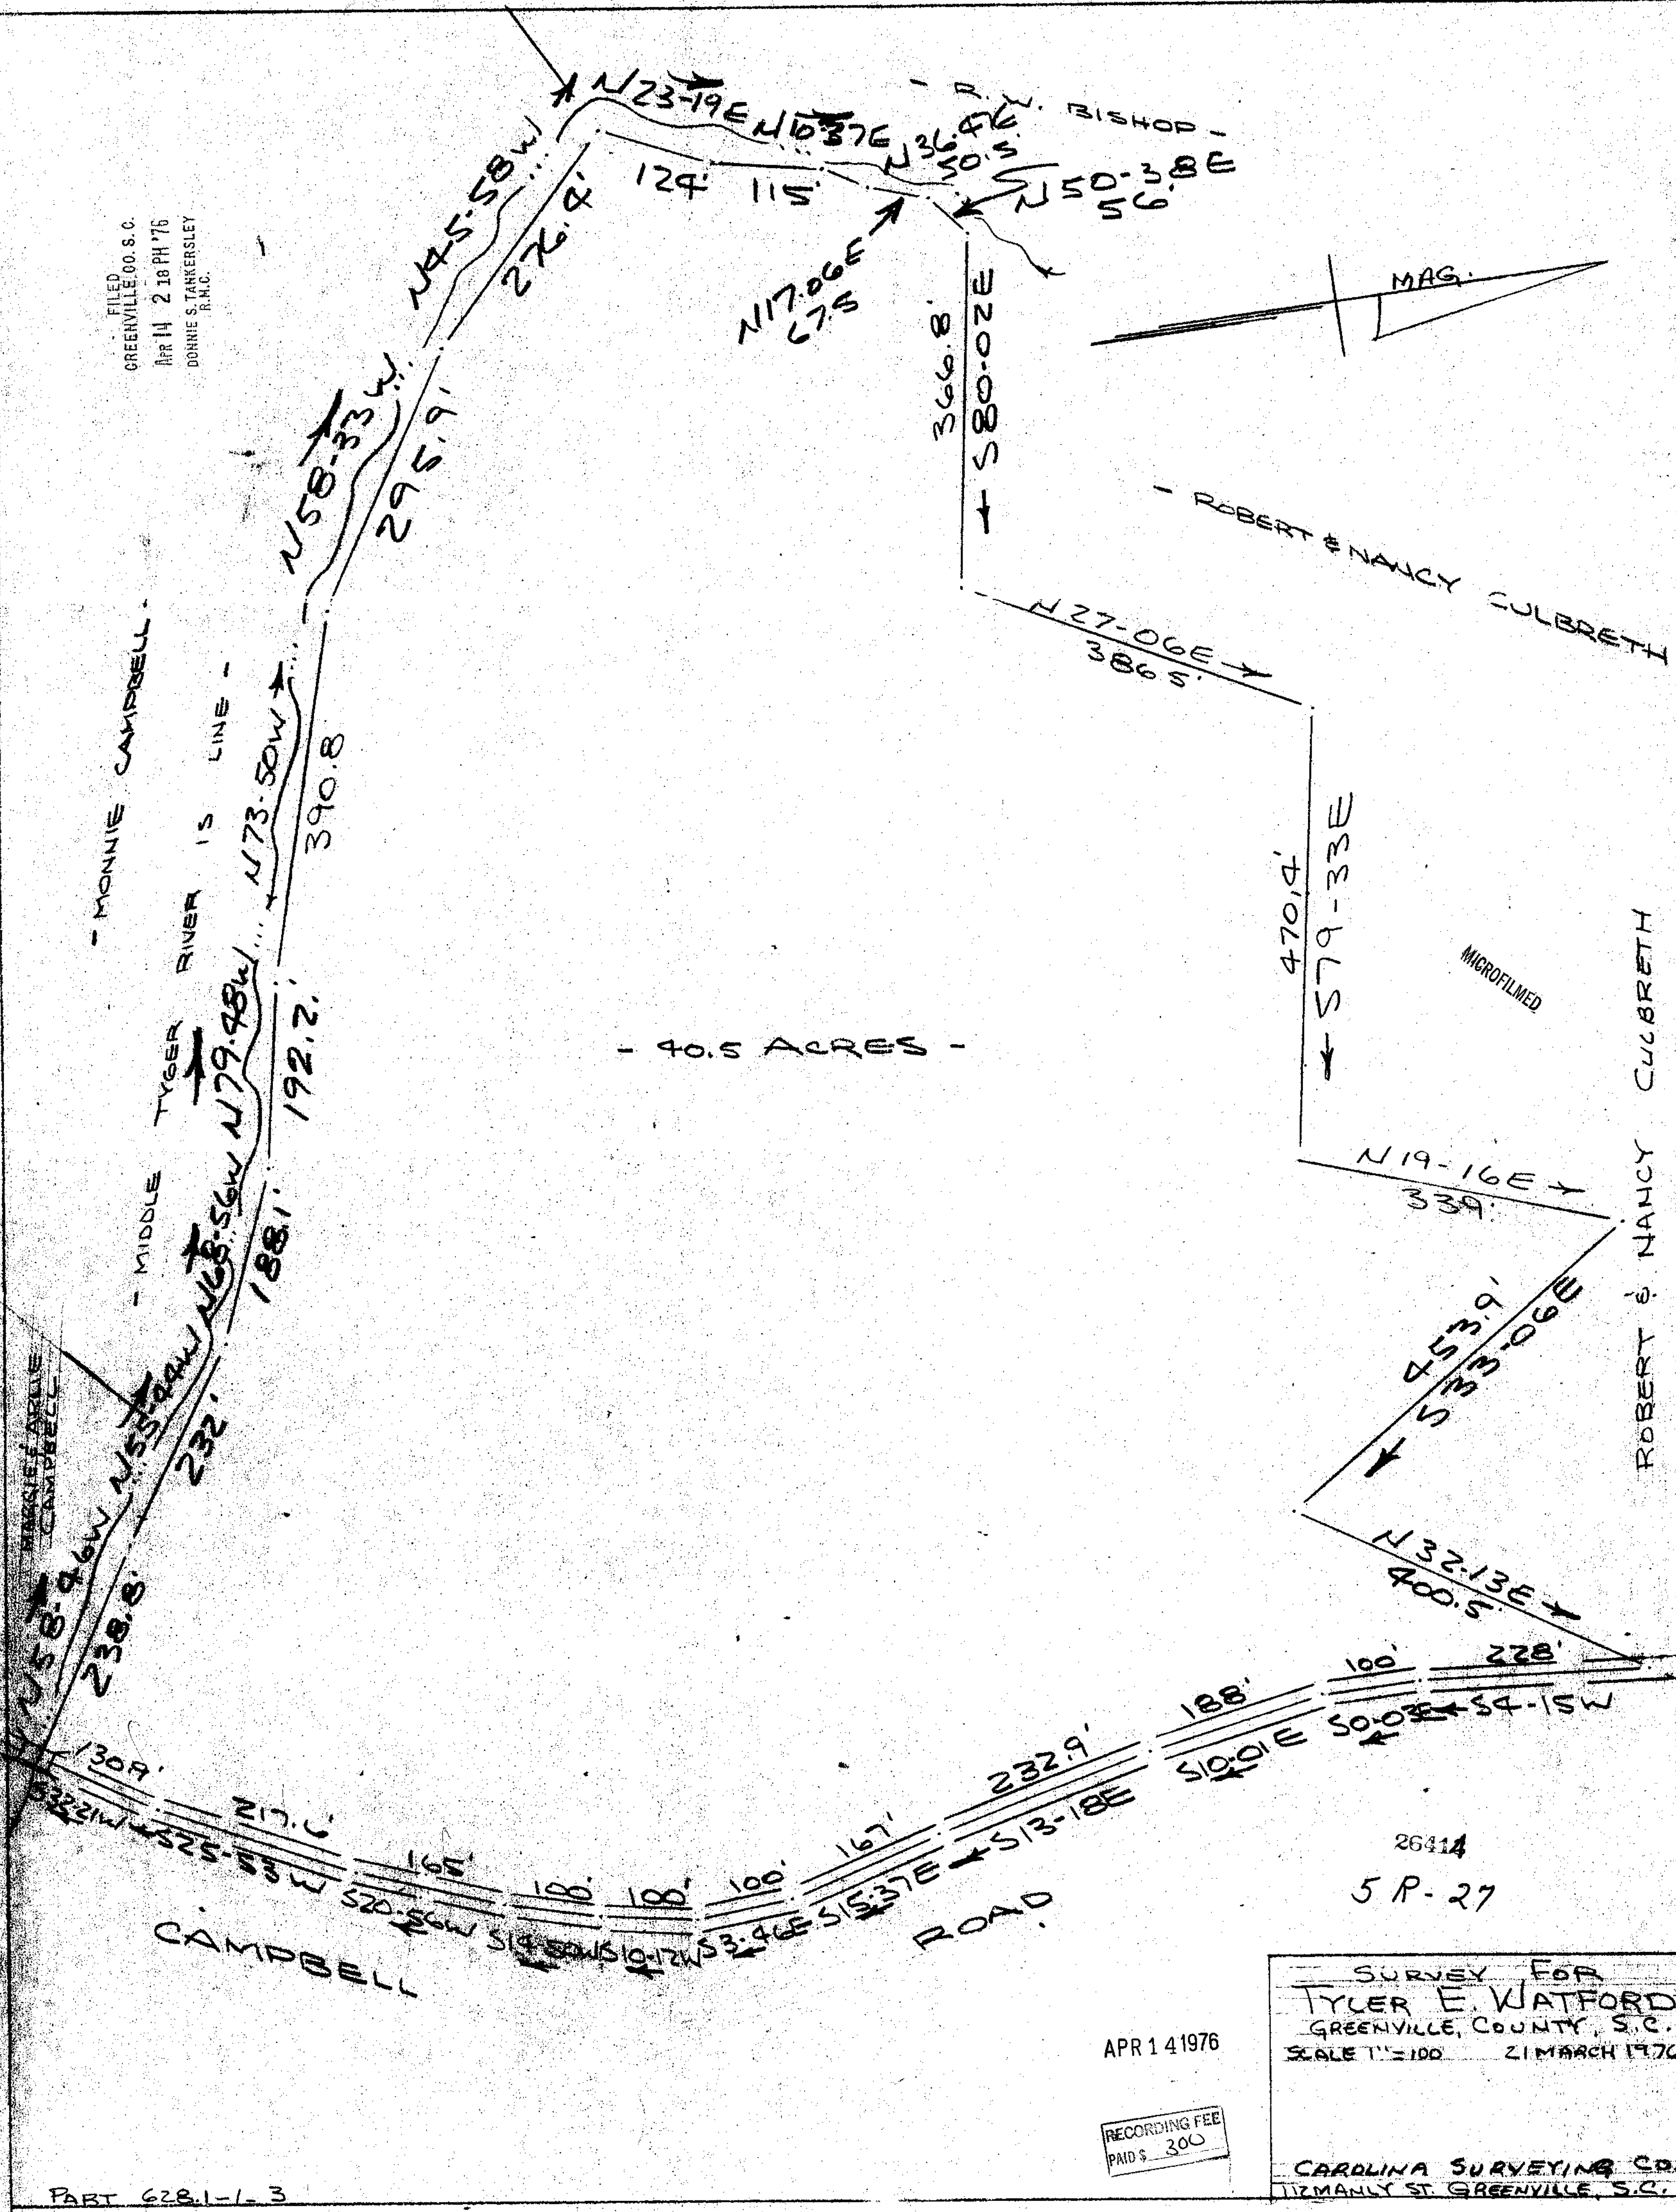 N23-19E
N10-37E
N36.47E
50.5
- R. W. BISHOP -
N50-38E
56'
124'
115'
N17.06E
67.5
N45-58W
276.4'
FILED
GREENVILLE CO. S.C.
APR 14 2 18 PH '76
DONNIE S. TANKERSLEY
R.M.C.
MAG.
366.8'
S80-02E
N58-33W
295.9'
- ROBERT & NANCY CULBRETH
N27-06E
386.5'
- MONNIE CAMPBELL -
- MIDDLE TYGER RIVER IS LINE -
N73-50W
390.8
470.4'
S79-33E
MICROFILMED
N79.48W
192.2'
- 40.5 ACRES -
ROBERT & NANCY CULBRETH
N19-16E
339.'
N68-56W
188.1'
453.9'
S33-06E
N55-44W
232'
CAMPBELL
N58-46W
238.8'
N32.13E
400.5'
228'
S4-15W
100'
S0-03E
188'
S10-01E
232.9'
S13-18E
167'
S15-37E
100'
S3-46E
100'
S10-12W
100'
S14-50W
165'
S20-56W
217.6'
S25-53W
130.9'
S32-21W
CAMPBELL ROAD
26414
5 R-27
SURVEY FOR
TYLER E. WATFORD
GREENVILLE, COUNTY, S.C.
SCALE 1"=100 21 MARCH 1976
APR 14 1976
RECORDING FEE
PAID $ 300
CAROLINA SURVEYING CO.
112 MANLY ST. GREENVILLE, S.C.
PART 628.1-1-3